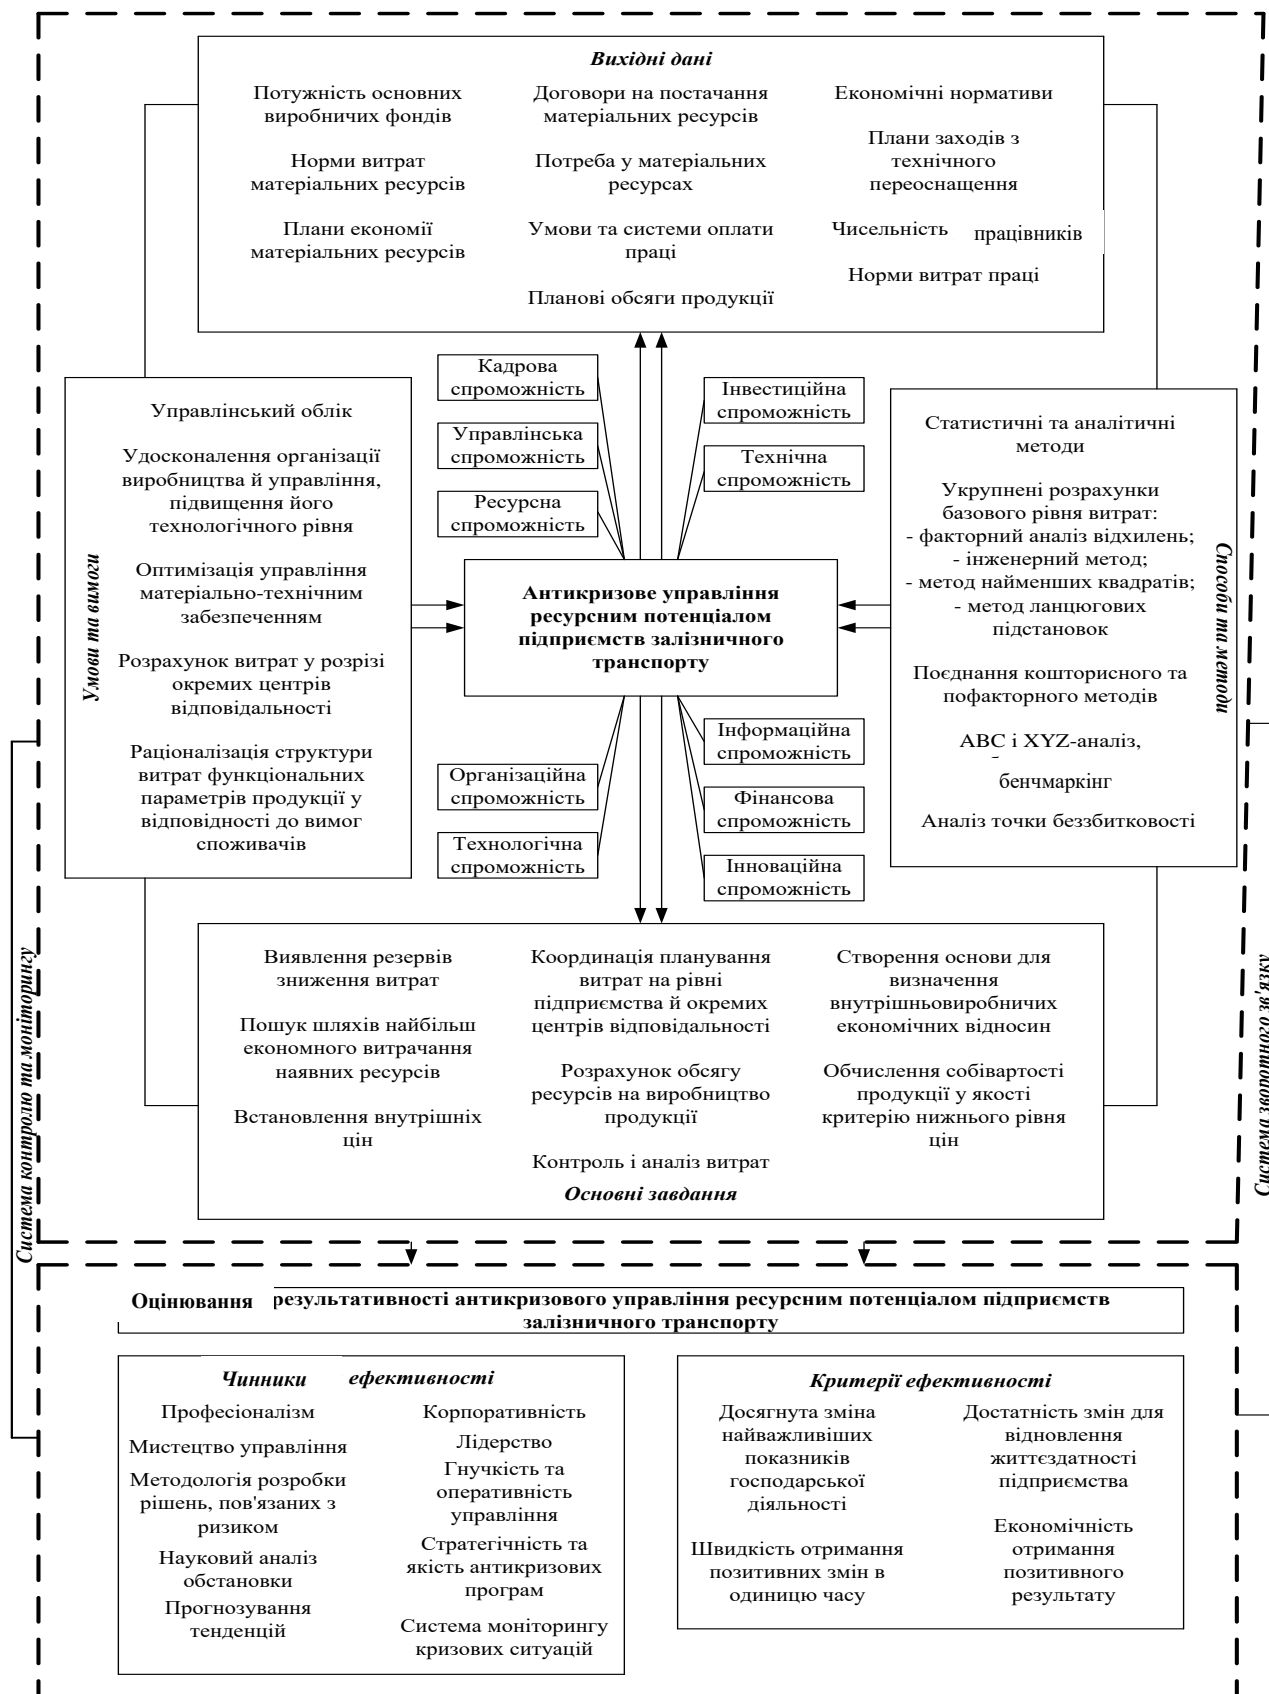 Вихідні дані
Потужність основних
виробничих фондів
Норми витрат
матеріальних ресурсів
Плани економії
матеріальних ресурсів
Договори на постачання
матеріальних ресурсів
Потреба у матеріальних
ресурсах
Умови та системи оплати
праці
Планові обсяги продукції
Економічні нормативи
Плани заходів з
технічного
переоснащення
Чисельність працівників
Норми витрат праці
Умови та вимоги
Управлінський облік
Удосконалення організації
виробництва й управління,
підвищення його
технологічного рівня
Оптимізація управління
матеріально-технічним
забезпеченням
Розрахунок витрат у розрізі
окремих центрів
відповідальності
Раціоналізація структури
витрат функціональних
параметрів продукції у
відповідності до вимог
споживачів
Кадрова
спроможність
Управлінська
спроможність
Ресурсна
спроможність
Інвестиційна
спроможність
Технічна
спроможність
Антикризове управління
ресурсним потенціалом
підприємств залізничного
транспорту
Організаційна
спроможність
Технологічна
спроможність
Інформаційна
спроможність
Фінансова
спроможність
Інноваційна
спроможність
Статистичні та аналітичні
методи
Укрупнені розрахунки
базового рівня витрат:
- факторний аналіз відхилень;
- інженерний метод;
- метод найменших квадратів;
- метод ланцюгових
підстановок
Поєднання кошторисного та
пофакторного методів
АВС і XYZ-аналіз,
бенчмаркінг
Аналіз точки беззбитковості
Способи та методи
Виявлення резервів
зниження витрат
Пошук шляхів найбільш
економного витрачання
наявних ресурсів
Встановлення внутрішніх
цін
Координація планування
витрат на рівні
підприємства й окремих
центрів відповідальності
Розрахунок обсягу
ресурсів на виробництво
продукції
Контроль і аналіз витрат
Створення основи для
визначення
внутрішньовиробничих
економічних відносин
Обчислення собівартості
продукції у якості
критерію нижнього рівня
цін
Основні завдання
Система контролю та моніторингу
Система зворотного зв'язку
Оцінювання результативності антикризового управління ресурсним потенціалом підприємств
залізничного транспорту
Чинники ефективності
Професіоналізм
Мистецтво управління
Методологія розробки
рішень, пов'язаних з
ризиком
Науковий аналіз
обстановки
Прогнозування
тенденцій
Корпоративність
Лідерство
Гнучкість та
оперативність
управління
Стратегічність та
якість антикризових
програм
Система моніторингу
кризових ситуацій
Критерії ефективності
Досягнута зміна
найважливіших
показників
господарської
діяльності
Швидкість отримання
позитивних змін в
одиницю часу
Достатність змін для
відновлення
життєздатності
підприємства
Економічність
отримання
позитивного
результату